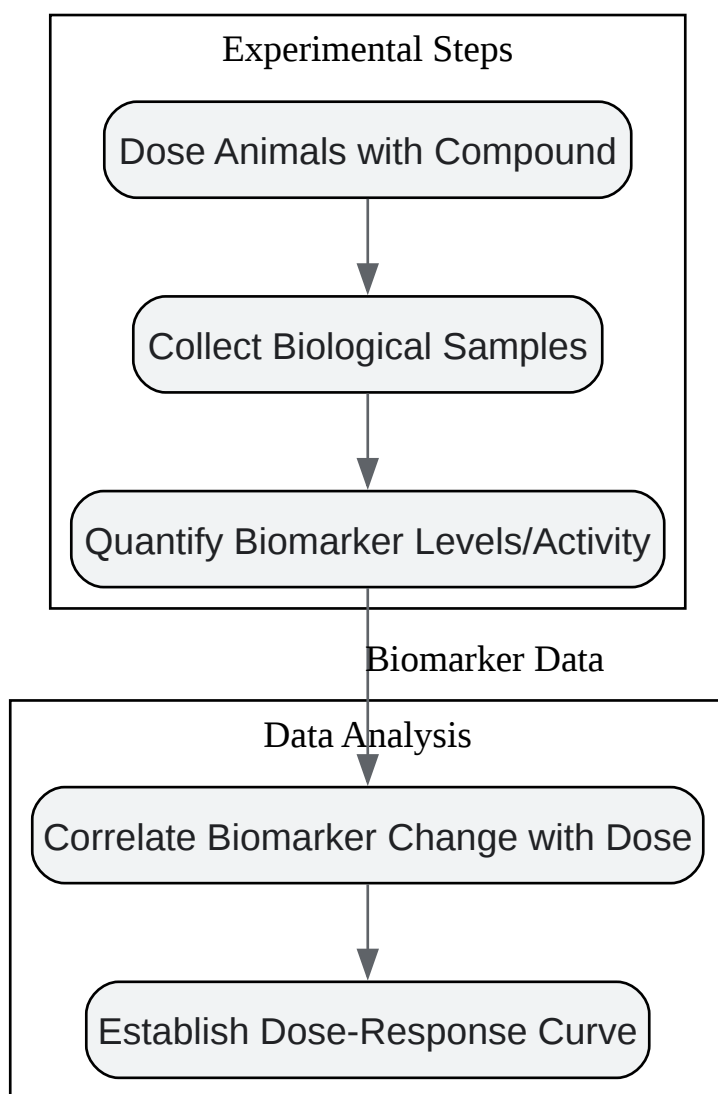 Experimental Steps
Dose Animals with Compound
Collect Biological Samples
Quantify Biomarker Levels/Activity
Biomarker Data
Data Analysis
Correlate Biomarker Change with Dose
Establish Dose-Response Curve